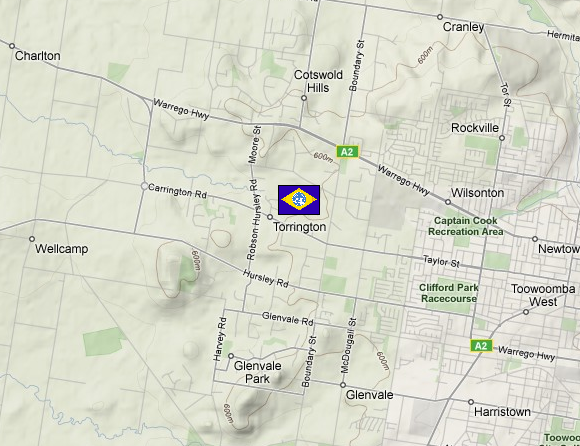 Cranley
Hermita
Charlton
600m
Boundary St
Cotswold
Hills
Tor St
Warrego Hwy
Moore St
Rockville
A2
600m
Warrego Hwy
Carrington Rd
Wilsonton
Robson Hursley Rd
Torrington
Captain Cook
Recreation Area
Wellcamp
Newtow
600m
Taylor St
Hursley Rd
Clifford Park
Racecourse
Toowoomba
West
Glenvale Rd
Harvey Rd
Boundary St
McDougall St
A2
Warrego Hwy
600m
Glenvale
Park
Glenvale
600m
Harristown
Toowoo